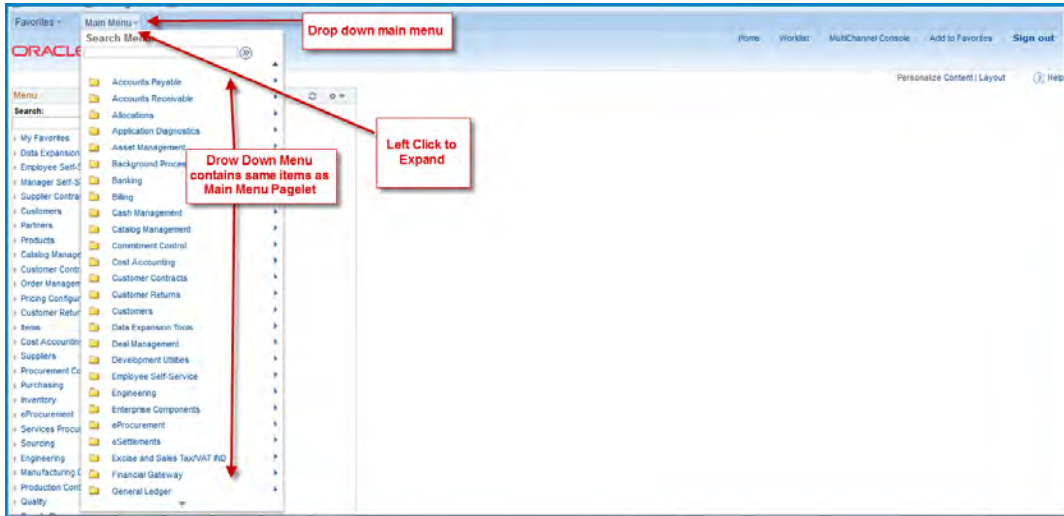 Favorites
Main Menu
Drop down main menu
Home
Worklist
MultiChannel Console
Add to Favorites
Sign out
Search Menu
ORACLE
Personalize Content | Layout
Help
Menu
Search:
My Favorites
Data Expansion
Employee Self-S
Manager Self-S
Supplier Contra
Customers
Partners
Products
Catalog Manage
Customer Contr
Order Managem
Pricing Configur
Customer Retur
Items
Cost Accountin
Suppliers
Procurement Co
Purchasing
Inventory
eProcurement
Services Procu
Sourcing
Engineering
Manufacturing D
Production Cont
Quality
Accounts Payable
Accounts Receivable
Allocations
Application Diagnostics
Asset Management
Background Proces
Banking
Billing
Cash Management
Catalog Management
Commitment Control
Cost Accounting
Customer Contracts
Customer Returns
Customers
Data Expansion Tools
Deal Management
Development Utilities
Employee Self-Service
Engineering
Enterprise Components
eProcurement
eSettlements
Excise and Sales Tax/VAT IND
Financial Gateway
General Ledger
Drow Down Menu
contains same items as
Main Menu Pagelet
Left Click to
Expand